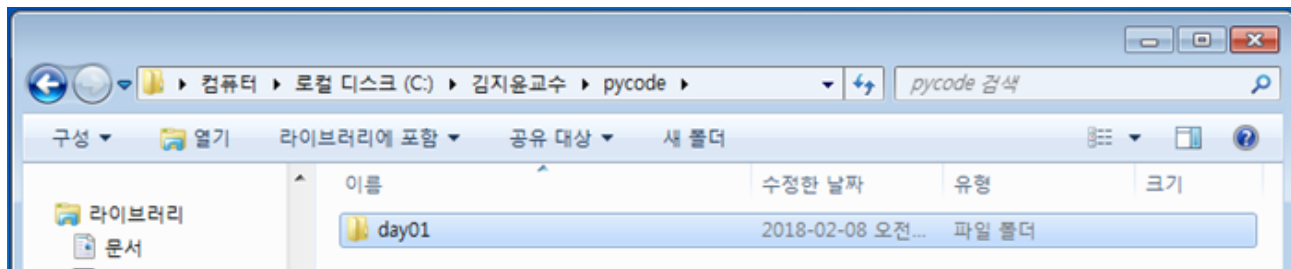 컴퓨터 ▸ 로컬 디스크 (C:) ▸ 김지윤교수 ▸ pycode ▸ pycode 검색
구성 열기 라이브러리에 포함 공유 대상 새 폴더
이름 수정한 날짜 유형 크기
라이브러리
day01 2018-02-08 오전... 파일 폴더
문서